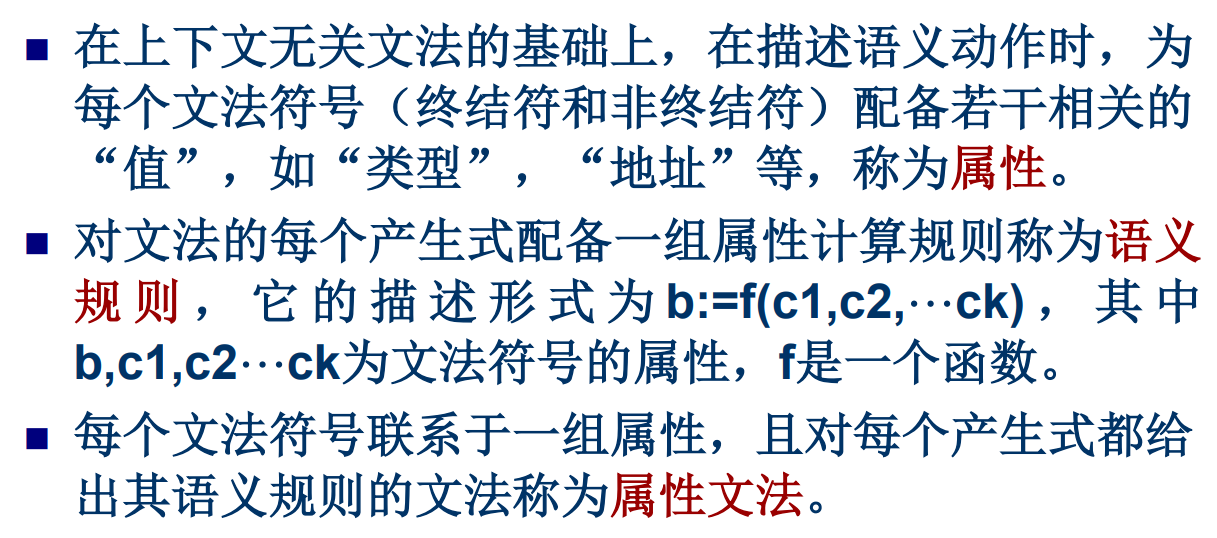 ■ 在上下文无关文法的基础上，在描述语义动作时，为
每个文法符号（终结符和非终结符）配备若干相关的
“值”，如“类型”，“地址”等，称为属性。
■ 对文法的每个产生式配备一组属性计算规则称为语义
规则，它的描述形式为b:=f(c1,c2,…ck)，其中
b,c1,c2…ck为文法符号的属性，f是一个函数。
■ 每个文法符号联系于一组属性，且对每个产生式都给
出其语义规则的文法称为属性文法。